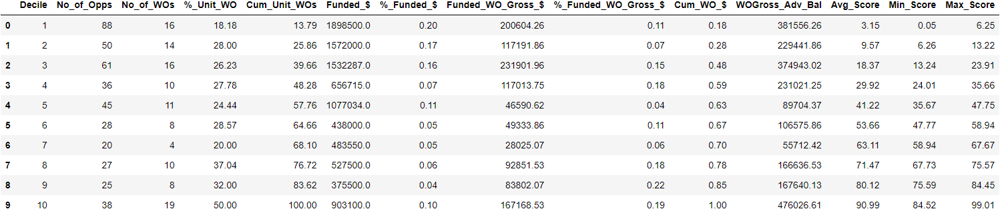 Decile No_of_Opps No_of_WOs %_Unit_WO Cum_Unit_WOs Funded_$ %_Funded_$ Funded_WO_Gross_$ %_Funded_WO_Gross_$ Cum_WO_$ WOGross_Adv_Bal Avg_Score Min_Score Max_Score
0 1 88 16 18.18 13.79 1898500.0 0.20 200604.26 0.11 0.18 381556.26 3.15 0.05 6.25
1 2 50 14 28.00 25.86 1572000.0 0.17 117191.86 0.07 0.28 229441.86 9.57 6.26 13.22
2 3 61 16 26.23 39.66 1532287.0 0.16 231901.96 0.15 0.48 374943.02 18.37 13.24 23.91
3 4 36 10 27.78 48.28 656715.0 0.07 117013.75 0.18 0.59 231021.25 29.92 24.01 35.66
4 5 45 11 24.44 57.76 1077034.0 0.11 46590.62 0.04 0.63 89704.37 41.22 35.67 47.75
5 6 28 8 28.57 64.66 438000.0 0.05 49333.86 0.11 0.67 106575.86 53.66 47.77 58.94
6 7 20 4 20.00 68.10 483550.0 0.05 28025.07 0.06 0.70 55712.42 63.11 58.94 67.67
7 8 27 10 37.04 76.72 527500.0 0.06 92851.53 0.18 0.78 166636.53 71.47 67.73 75.57
8 9 25 8 32.00 83.62 375500.0 0.04 83802.07 0.22 0.85 167640.13 80.12 75.59 84.45
9 10 38 19 50.00 100.00 903100.0 0.10 167168.53 0.19 1.00 476026.61 90.99 84.52 99.01